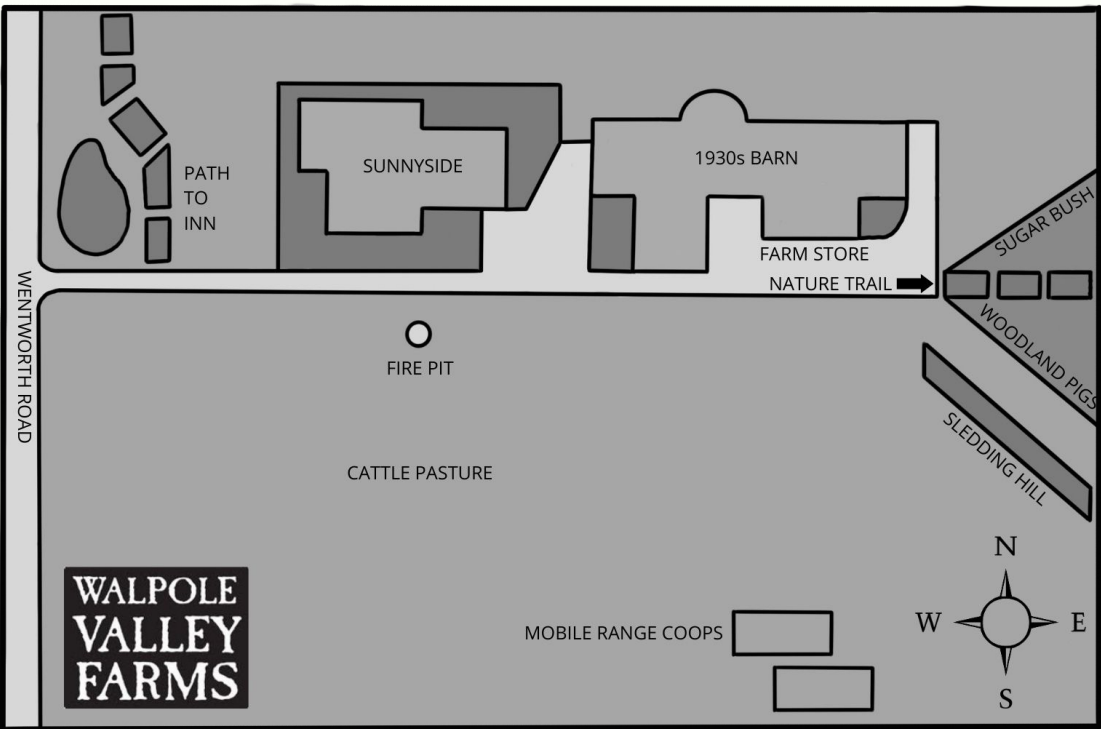 PATH
TO
INN
SUNNYSIDE
1930s BARN
SUGAR BUSH
FARM STORE
NATURE TRAIL
WENTWORTH ROAD
WOODLAND PIGS
FIRE PIT
SLEDDING HILL
CATTLE PASTURE
WALPOLE
VALLEY
FARMS
MOBILE RANGE COOPS
N
W E
S